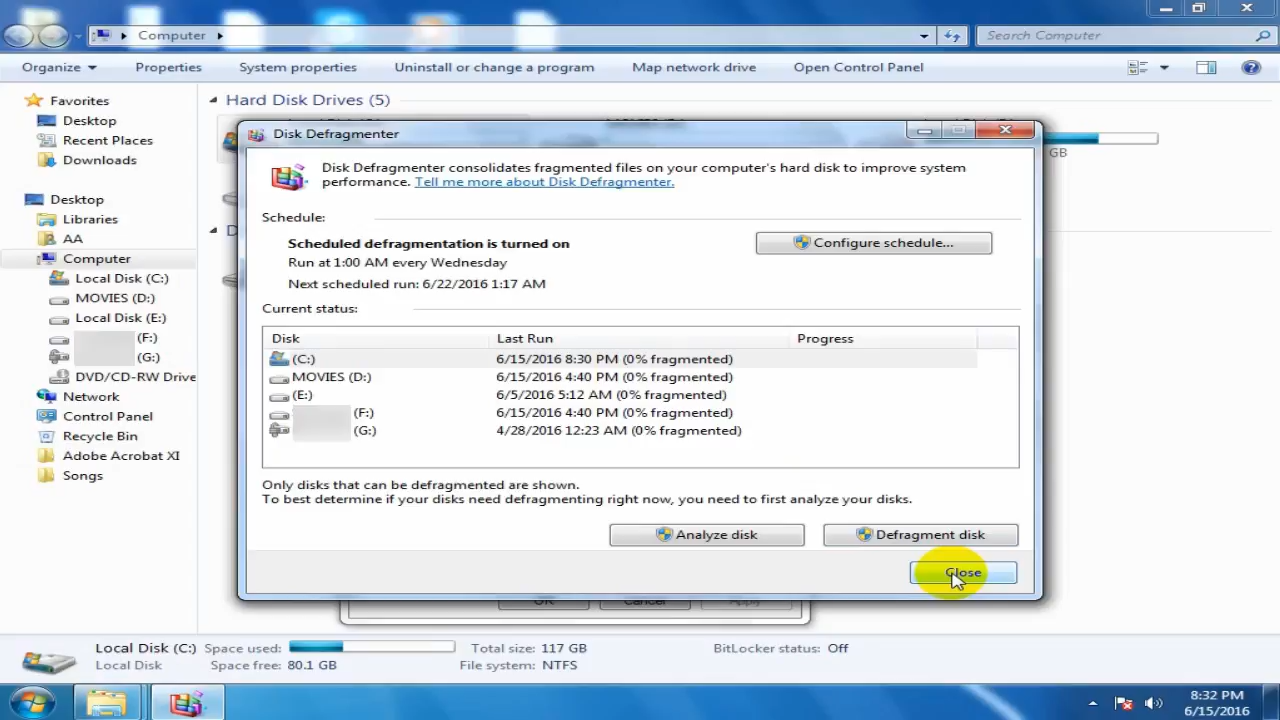 Computer
Search Computer
Organize
Properties
System properties
Uninstall or change a program
Map network drive
Open Control Panel
Favorites
Desktop
Recent Places
Downloads
Desktop
Libraries
AA
Computer
Local Disk (C:)
MOVIES (D:)
Local Disk (E:)
(F:)
(G:)
DVD/CD-RW Drive
Network
Control Panel
Recycle Bin
Adobe Acrobat XI
Songs
Hard Disk Drives (5)
GB
D
Disk Defragmenter
Disk Defragmenter consolidates fragmented files on your computer's hard disk to improve system
performance. Tell me more about Disk Defragmenter.
Schedule:
Scheduled defragmentation is turned on
Configure schedule...
Run at 1:00 AM every Wednesday
Next scheduled run: 6/22/2016 1:17 AM
Current status:
Disk Last Run Progress
(C:) 6/15/2016 8:30 PM (0% fragmented)
MOVIES (D:) 6/15/2016 4:40 PM (0% fragmented)
(E:) 6/5/2016 5:12 AM (0% fragmented)
(F:) 6/15/2016 4:40 PM (0% fragmented)
(G:) 4/28/2016 12:23 AM (0% fragmented)
Only disks that can be defragmented are shown.
To best determine if your disks need defragmenting right now, you need to first analyze your disks.
Analyze disk
Defragment disk
Close
OK
Cancel
Apply
Local Disk (C:) Space used: Total size: 117 GB BitLocker status: Off
Local Disk Space free: 80.1 GB File system: NTFS
8:32 PM
6/15/2016